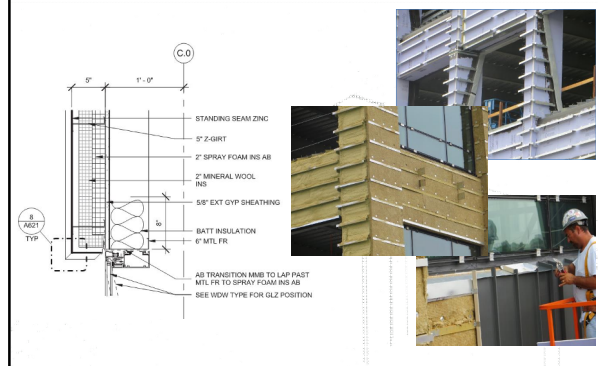 C.0
5"
1' - 0"
STANDING SEAM ZINC
5" Z-GIRT
2" SPRAY FOAM INS AB
2" MINERAL WOOL
INS
5/8" EXT GYP SHEATHING
8"
BATT INSULATION
6" MTL FR
8
A621
TYP
AB TRANSITION MMB TO LAP PAST
MTL FR TO SPRAY FOAM INS AB
SEE WDW TYPE FOR GLZ POSITION